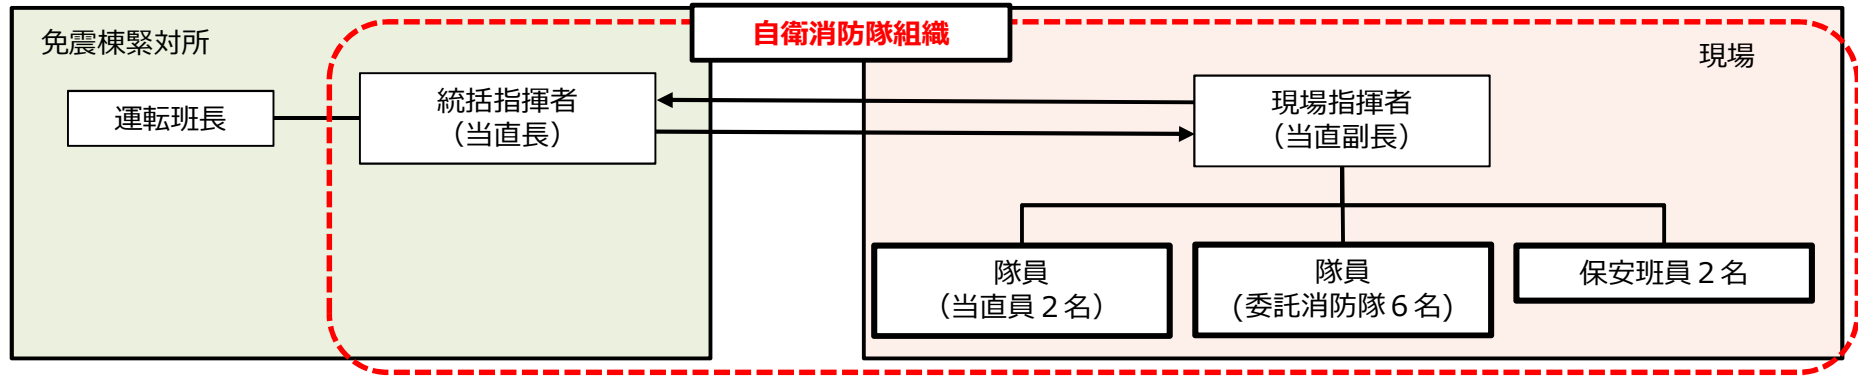 自衛消防隊組織
免震棟緊対所
現場
運転班長
統括指揮者
（当直長）
現場指揮者
（当直副長）
隊員
（当直員２名）
隊員
(委託消防隊６名)
保安班員２名